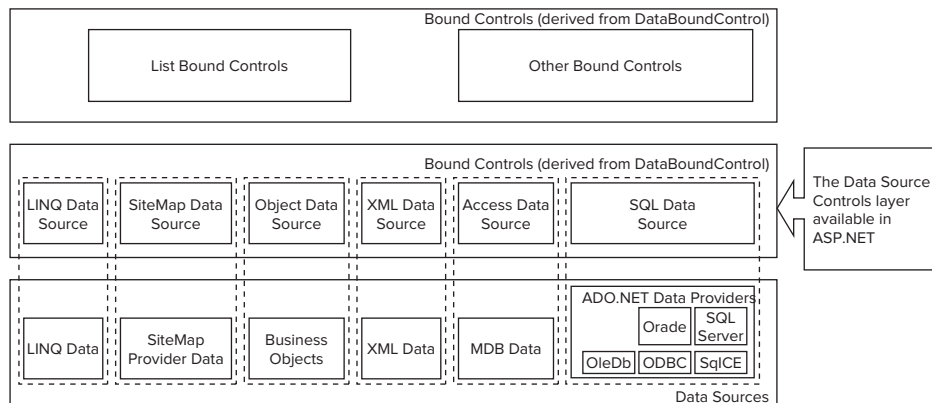 Bound Controls (derived from DataBoundControl)
List Bound Controls
Other Bound Controls
Bound Controls (derived from DataBoundControl)
LINQ Data
Source
SiteMap Data
Source
Object Data
Source
XML Data
Source
Access Data
Source
SQL Data
Source
The Data Source
Controls layer
available in
ASP.NET
LINQ Data
SiteMap
Provider Data
Business
Objects
XML Data
MDB Data
ADO.NET Data Providers
Orade
SQL
Server
OleDb
ODBC
SqlCE
Data Sources